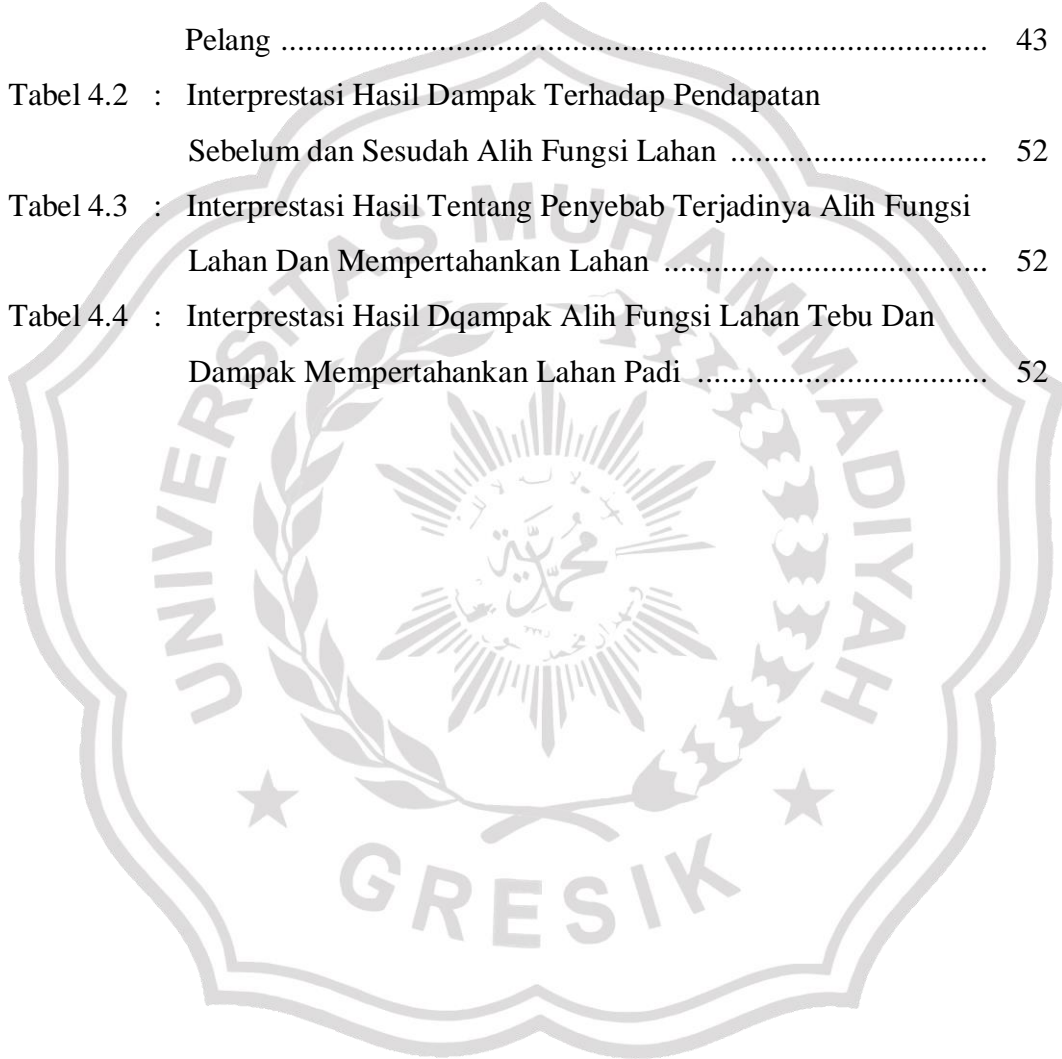 Pelang ........................................................................... 43
Tabel 4.2 : Interprestasi Hasil Dampak Terhadap Pendapatan
Sebelum dan Sesudah Alih Fungsi Lahan ............................... 52
Tabel 4.3 : Interprestasi Hasil Tentang Penyebab Terjadinya Alih Fungsi
Lahan Dan Mempertahankan Lahan ....................................... 52
Tabel 4.4 : Interprestasi Hasil Dqampak Alih Fungsi Lahan Tebu Dan
Dampak Mempertahankan Lahan Padi ................................... 52
UNIVERSITAS MUHAMMADIYAH
GRESIK